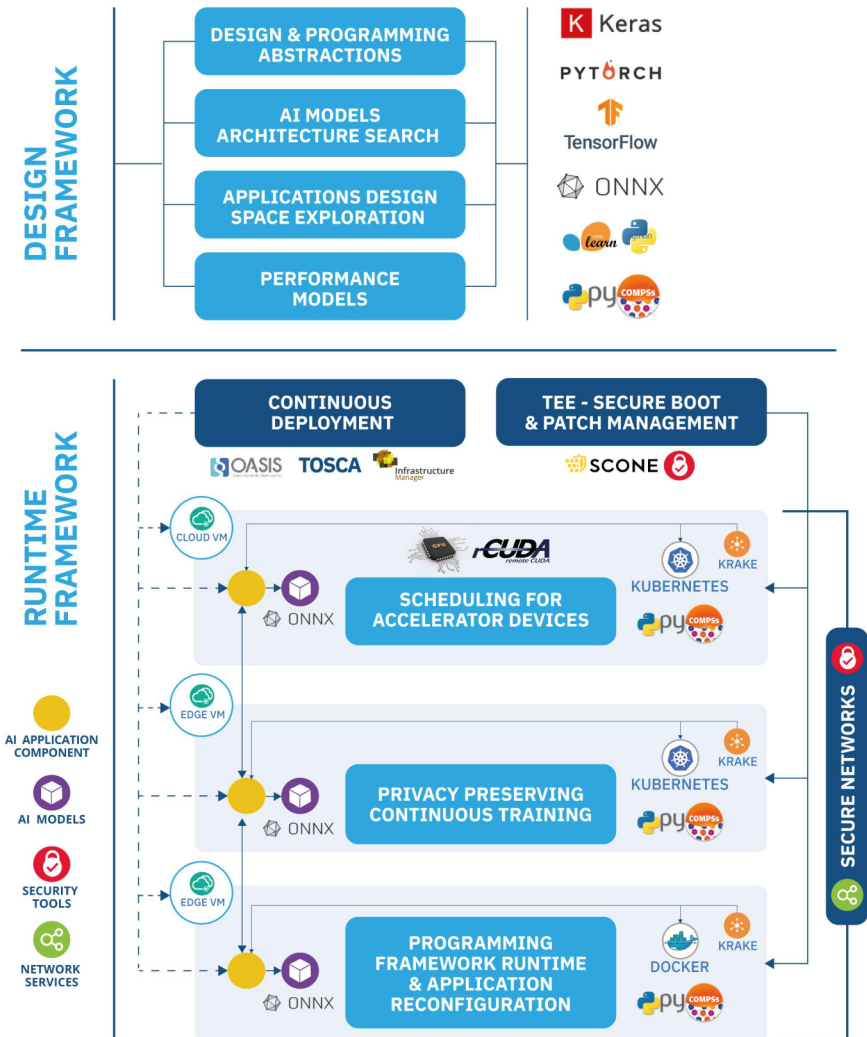 DESIGN
FRAMEWORK
DESIGN & PROGRAMMING
ABSTRACTIONS
AI MODELS
ARCHITECTURE SEARCH
APPLICATIONS DESIGN
SPACE EXPLORATION
PERFORMANCE
MODELS
K Keras
PYTORCH
TensorFlow
ONNX
learn python
py COMPSs
RUNTIME
FRAMEWORK
CONTINUOUS
DEPLOYMENT
TEE - SECURE BOOT
& PATCH MANAGEMENT
OASIS TOSCA Infrastructure
Manager
SCONE
CLOUD VM
GPU
rCUDA
remote CUDA
KUBERNETES
KRAKE
ONNX
SCHEDULING FOR
ACCELERATOR DEVICES
py COMPSs
EDGE VM
KUBERNETES
KRAKE
ONNX
PRIVACY PRESERVING
CONTINUOUS TRAINING
py COMPSs
EDGE VM
DOCKER
KRAKE
ONNX
PROGRAMMING
FRAMEWORK RUNTIME
& APPLICATION
RECONFIGURATION
py COMPSs
AI APPLICATION
COMPONENT
AI MODELS
SECURITY
TOOLS
NETWORK
SERVICES
SECURE NETWORKS